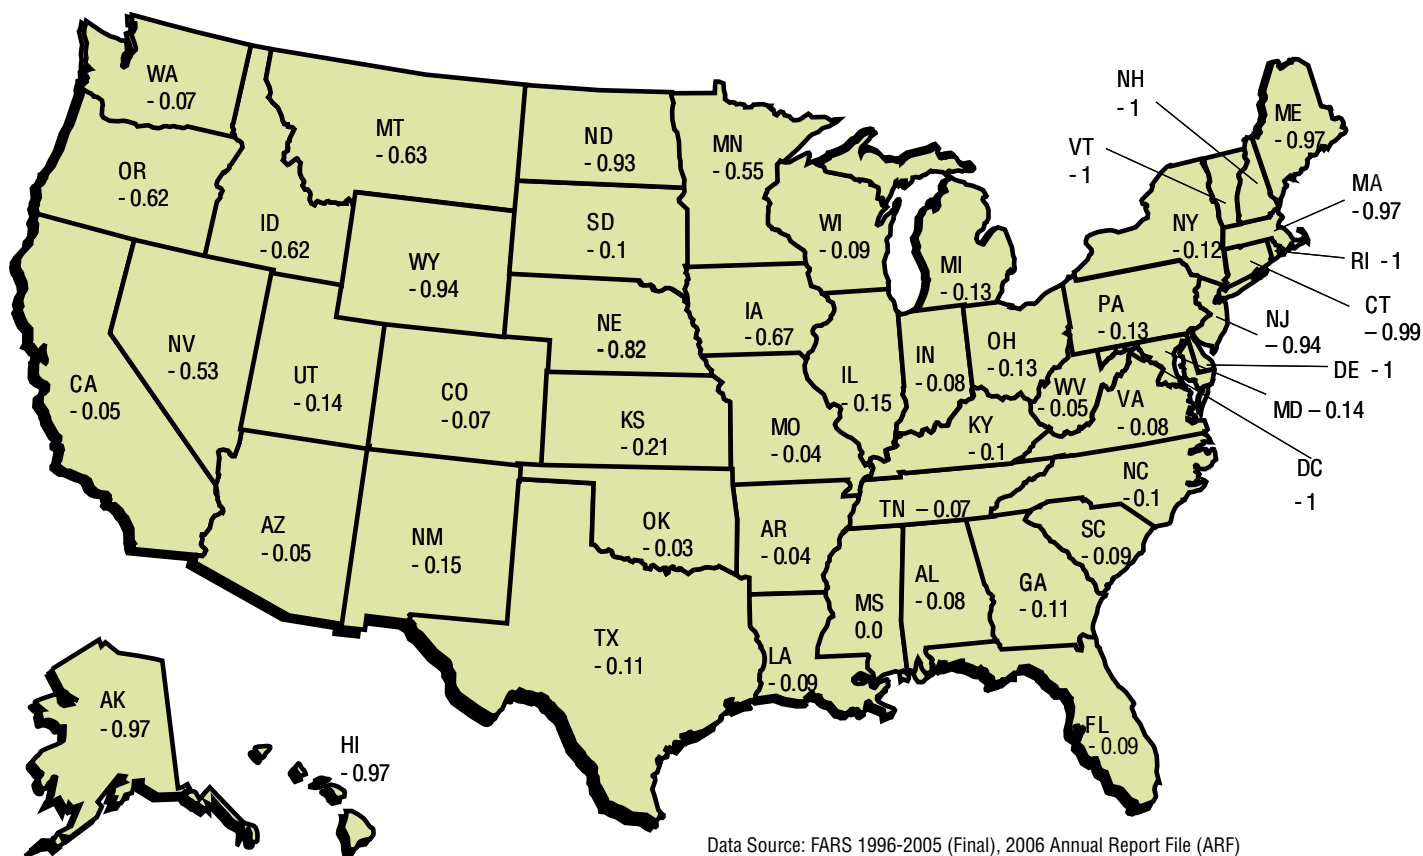 WA
- 0.07
MT
- 0.63
ND
- 0.93
MN
- 0.55
OR
- 0.62
ID
- 0.62
WY
- 0.94
SD
- 0.1
WI
- 0.09
MI
- 0.13
NH
- 1
VT
- 1
ME
- 0.97
MA
- 0.97
NY
- 0.12
RI - 1
CT
- 0.99
NJ
– 0.94
PA
- 0.13
DE - 1
MD – 0.14
DC
- 1
CA
- 0.05
NV
- 0.53
UT
- 0.14
CO
- 0.07
NE
- 0.82
KS
- 0.21
IA
- 0.67
MO
- 0.04
IL
- 0.15
IN
- 0.08
OH
- 0.13
WV
- 0.05
VA
- 0.08
KY
- 0.1
NC
- 0.1
TN – 0.07
SC
- 0.09
AZ
- 0.05
NM
- 0.15
OK
- 0.03
AR
- 0.04
MS
0.0
AL
- 0.08
GA
- 0.11
TX
- 0.11
LA
- 0.09
FL
- 0.09
AK
- 0.97
HI
- 0.97
Data Source: FARS 1996-2005 (Final), 2006 Annual Report File (ARF)